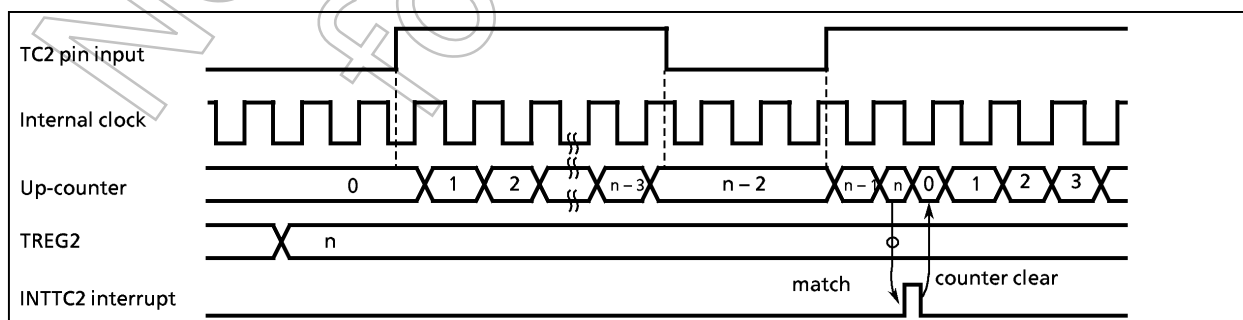 TC2 pin input
Internal clock
Up-counter 0 1 2 n – 3 n – 2 n – 1 n 0 1 2 3
TREG2 n
match counter clear
INTTC2 interrupt